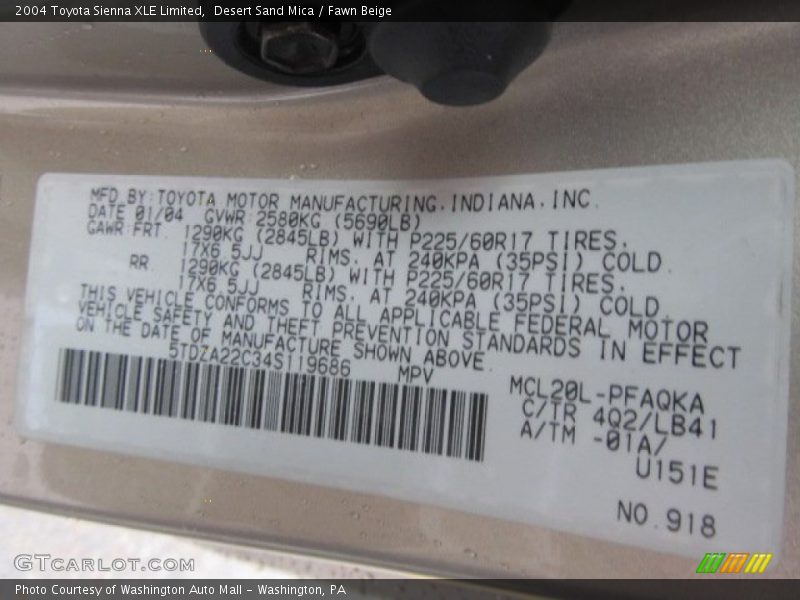 2004 Toyota Sienna XLE Limited,  Desert Sand Mica / Fawn Beige
MFD.BY:TOYOTA MOTOR MANUFACTURING.INDIANA.INC.
DATE 01/04  GVWR 2580KG (5690LB)
GAWR:FRT. 1290KG (2845LB) WITH P225/60R17 TIRES.
17X6.5JJ  RIMS. AT 240KPA (35PSI) COLD.
RR  1290KG (2845LB) WITH P225/60R17 TIRES.
17X6.5JJ  RIMS. AT 240KPA (35PSI) COLD.
THIS VEHICLE CONFORMS TO ALL APPLICABLE FEDERAL MOTOR
VEHICLE SAFETY AND THEFT PREVENTION STANDARDS IN EFFECT
ON THE DATE OF MANUFACTURE SHOWN ABOVE.
5TDZA22C34S119686  MPV
MCL20L-PFAQKA
C/TR 4Q2/LB41
A/TM -01A/
U151E
NO.918
GTCarLot.com
Photo Courtesy of Washington Auto Mall - Washington, PA